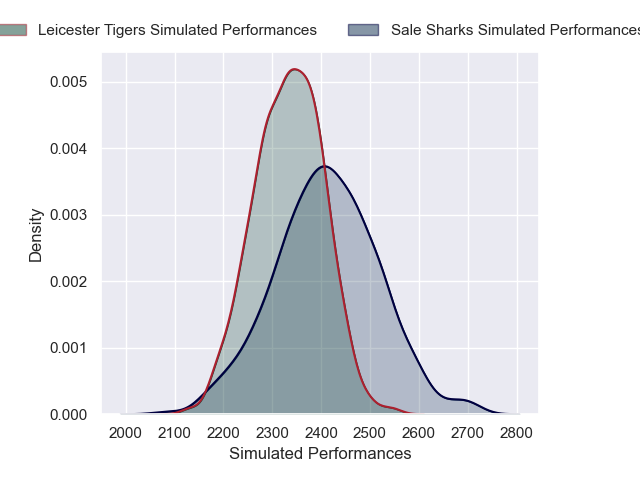 Leicester Tigers Simulated Performances
Sale Sharks Simulated Performances
0.005
0.004
0.003
0.002
0.001
0.000
Density
2000 2100 2200 2300 2400 2500 2600 2700 2800
Simulated Performances